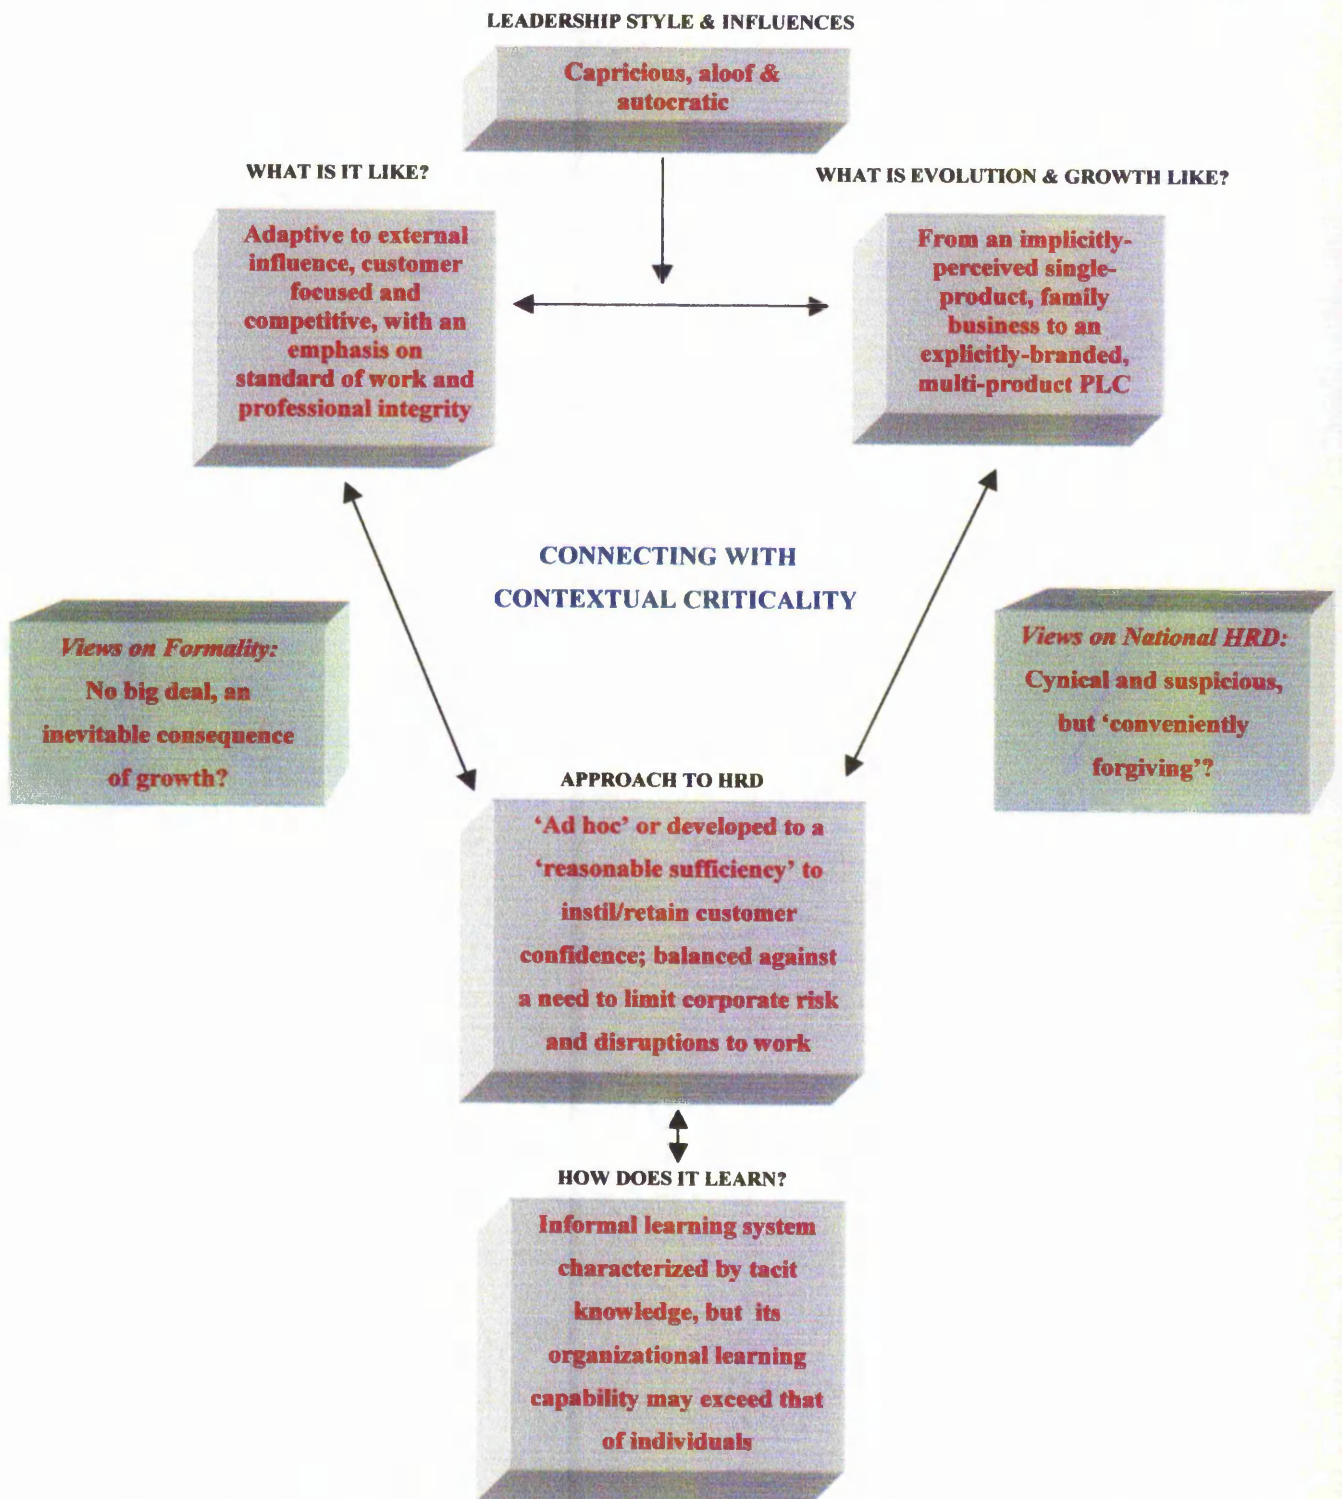 LEADERSHIP STYLE & INFLUENCES
Capricious, aloof &
autocratic
WHAT IS IT LIKE?
Adaptive to external
influence, customer
focused and
competitive, with an
emphasis on
standard of work and
professional integrity
WHAT IS EVOLUTION & GROWTH LIKE?
From an implicitly-
perceived single-
product, family
business to an
explicitly-branded,
multi-product PLC
CONNECTING WITH
CONTEXTUAL CRITICALITY
Views on Formality:
No big deal, an
inevitable consequence
of growth?
Views on National HRD:
Cynical and suspicious,
but ‘conveniently
forgiving’?
APPROACH TO HRD
‘Ad hoc’ or developed to a
‘reasonable sufficiency’ to
instil/retain customer
confidence; balanced against
a need to limit corporate risk
and disruptions to work
HOW DOES IT LEARN?
Informal learning system
characterized by tacit
knowledge, but its
organizational learning
capability may exceed that
of individuals